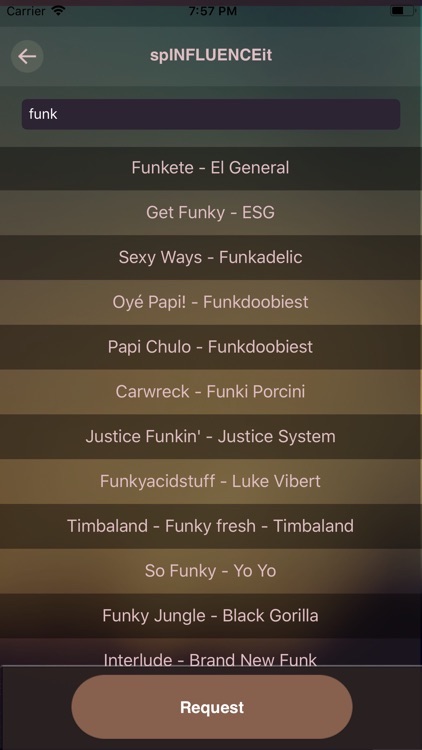 Carrier 7:57 PM
spINFLUENCEit
funk
Funkete - El General
Get Funky - ESG
Sexy Ways - Funkadelic
Oyé Papi! - Funkdoobiest
Papi Chulo - Funkdoobiest
Carwreck - Funki Porcini
Justice Funkin' - Justice System
Funkyacidstuff - Luke Vibert
Timbaland - Funky fresh - Timbaland
So Funky - Yo Yo
Funky Jungle - Black Gorilla
Interlude - Brand New Funk
Request